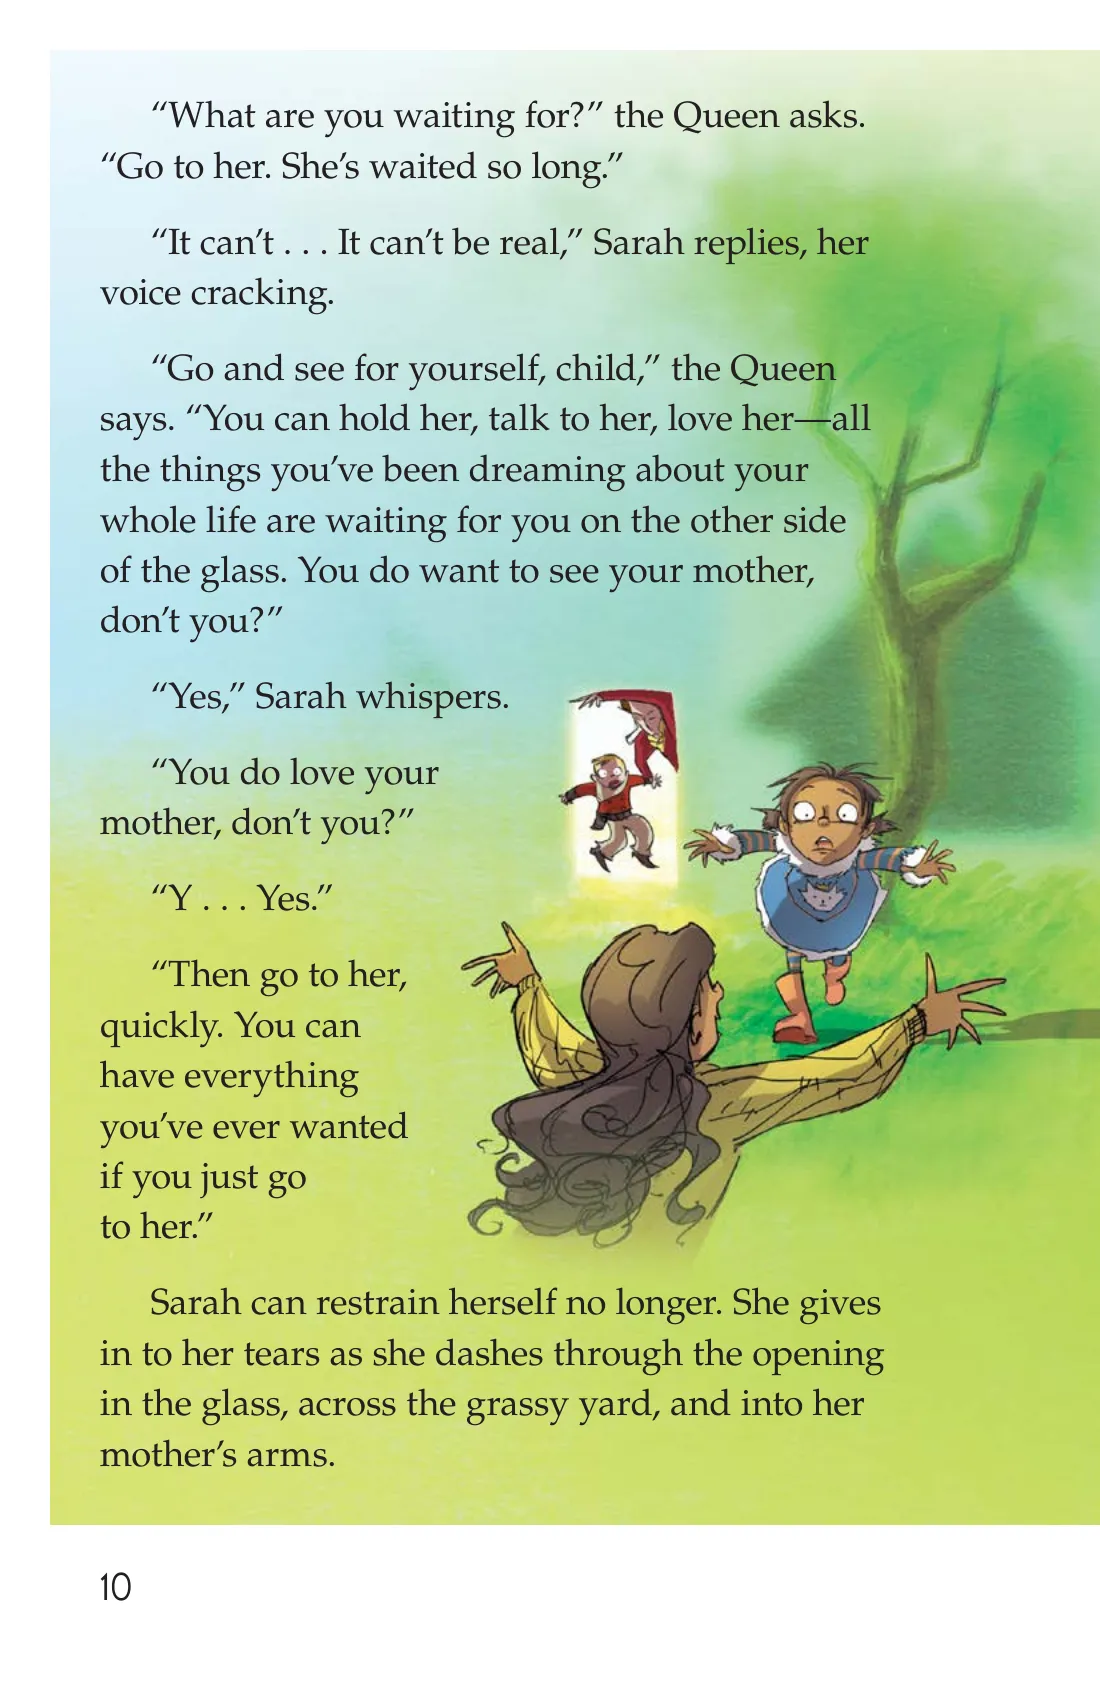 “What are you waiting for?” the Queen asks.
“Go to her. She’s waited so long.”
“It can’t . . . It can’t be real,” Sarah replies, her
voice cracking.
“Go and see for yourself, child,” the Queen
says. “You can hold her, talk to her, love her—all
the things you’ve been dreaming about your
whole life are waiting for you on the other side
of the glass. You do want to see your mother,
don’t you?”
“Yes,” Sarah whispers.
“You do love your
mother, don’t you?”
“Y . . . Yes.”
“Then go to her,
quickly. You can
have everything
you’ve ever wanted
if you just go
to her.”
Sarah can restrain herself no longer. She gives
in to her tears as she dashes through the opening
in the glass, across the grassy yard, and into her
mother’s arms.
10